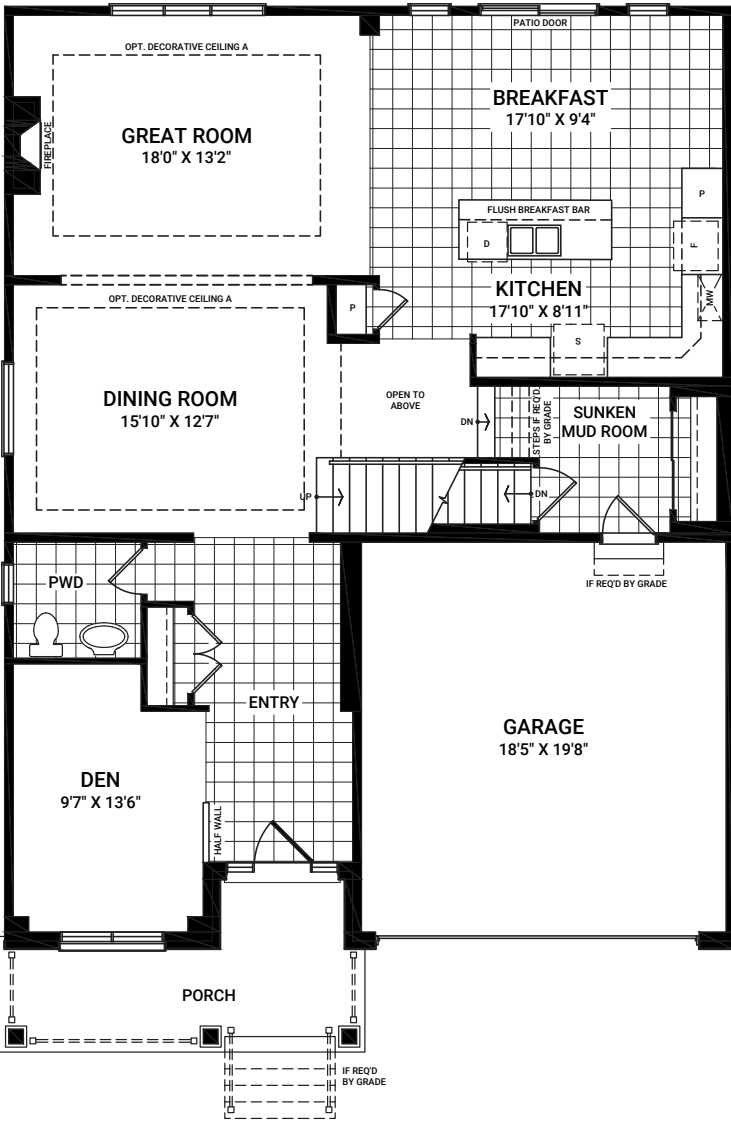 PATIO DOOR
OPT. DECORATIVE CEILING A
BREAKFAST
17'10" X 9'4"
GREAT ROOM
18'0" X 13'2"
FIREPLACE
P
FLUSH BREAKFAST BAR
D
F
KITCHEN
17'10" X 8'11"
MW
OPT. DECORATIVE CEILING A
P
S
DINING ROOM
15'10" X 12'7"
OPEN TO
ABOVE
DN
STEPS IF REQ'D
BY GRADE
SUNKEN
MUD ROOM
UP
DN
PWD
IF REQ'D BY GRADE
ENTRY
GARAGE
18'5" X 19'8"
DEN
9'7" X 13'6"
HALF WALL
PORCH
IF REQ'D
BY GRADE